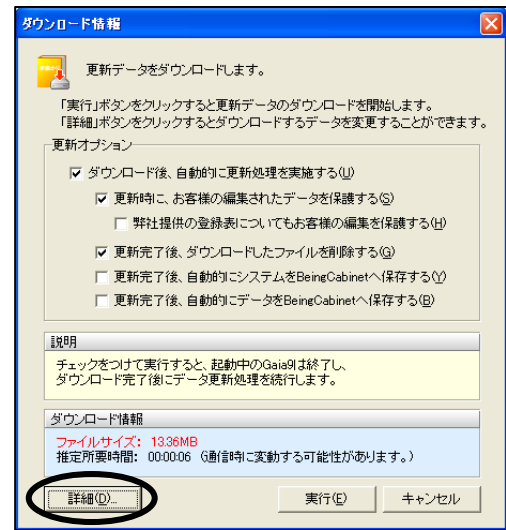 ダウンロード情報
更新データをダウンロードします。
「実行」ボタンをクリックすると更新データのダウンロードを開始します。
「詳細」ボタンをクリックするとダウンロードするデータを変更することができます。
更新オプション
ダウンロード後、自動的に更新処理を実施する(U)
更新時に、お客様の編集されたデータを保護する(S)
弊社提供の登録表についてもお客様の編集を保護する(H)
更新完了後、ダウンロードしたファイルを削除する(G)
更新完了後、自動的にシステムをBeingCabinetへ保存する(Y)
更新完了後、自動的にデータをBeingCabinetへ保存する(B)
説明
チェックをつけて実行すると、起動中のGaia9は終了し、
ダウンロード完了後にデータ更新処理を続行します。
ダウンロード情報
ファイルサイズ: 13.36MB
推定所要時間: 00:00:06 (通信時に変動する可能性があります。)
詳細(D)... 実行(E) キャンセル